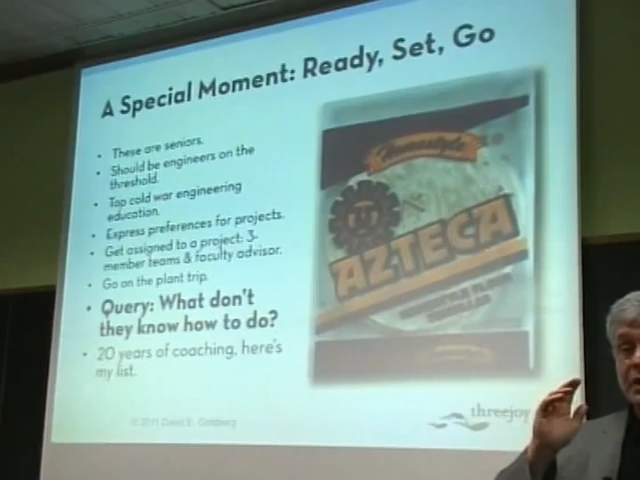 A Special Moment: Ready, Set, Go
• These are seniors.
• Should be engineers on the
threshold.
• Top cold war engineering
education.
• Express preferences for projects.
• Get assigned to a project: 3-
member teams & faculty advisor.
• Go on the plant trip.
• Query: What don't
they know how to do?
• 20 years of coaching, here's
my list.
Homestyle
AZTECA
© 2011 David E. Goldberg
threejoy